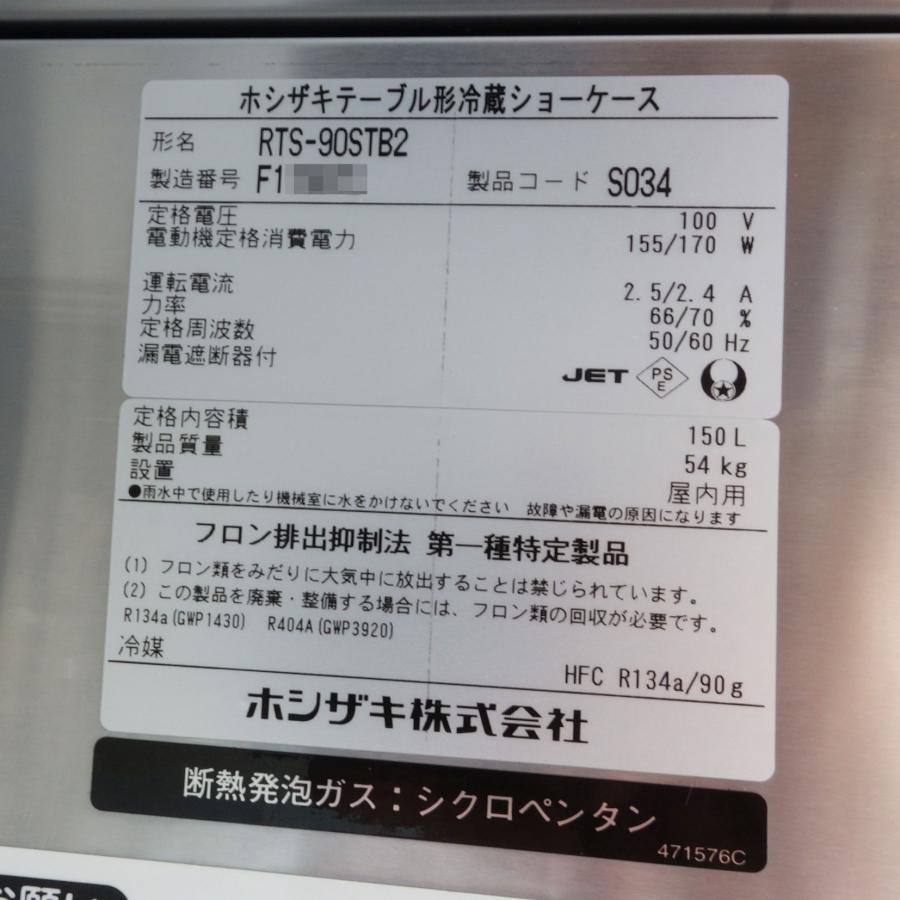 ホシザキテーブル形冷蔵ショーケース
形名 RTS-90STB2
製造番号 F1 製品コード S034
定格電圧 100 V
電動機定格消費電力 155/170 W
運転電流 2.5/2.4 A
力率 66/70 %
定格周波数 50/60 Hz
漏電遮断器付
JET PS E
定格内容積 150 L
製品質量 54 kg
設置 屋内用
●雨水中で使用したり機械室に水をかけないでください 故障や漏電の原因になります
フロン排出抑制法 第一種特定製品
(1) フロン類をみだりに大気中に放出することは禁じられています。
(2) この製品を廃棄・整備する場合には、フロン類の回収が必要です。
R134a(GWP1430) R404A(GWP3920)
冷媒 HFC R134a/90g
ホシザキ株式会社
断熱発泡ガス：シクロペンタン
471576C